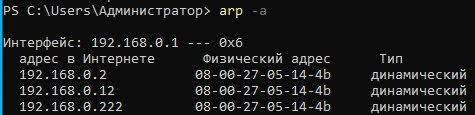 PS C:\Users\Администратор> arp -a
Интерфейс: 192.168.0.1 --- 0x6
адрес в Интернете Физический адрес Тип
192.168.0.2 08-00-27-05-14-4b динамический
192.168.0.12 08-00-27-05-14-4b динамический
192.168.0.222 08-00-27-05-14-4b динамический